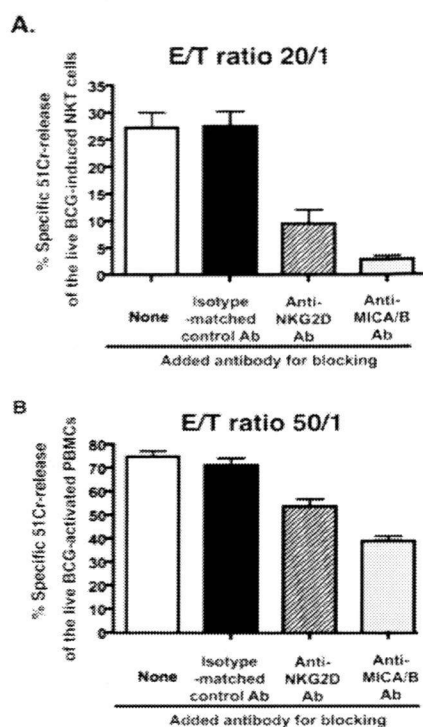 A.
E/T ratio 20/1
% Specific 51Cr-release
of the live BCG-induced NKT cells
35
30
25
20
15
10
5
0
None
Isotype
-matched
control Ab
Anti-
NKG2D
Ab
Anti-
MICA/B
Ab
Added antibody for blocking
B
E/T ratio 50/1
% Specific 51Cr-release
of the live BCG-activated PBMCs
80
70
60
50
40
30
20
10
0
None
Isotype
-matched
control Ab
Anti-
NKG2D
Ab
Anti-
MICA/B
Ab
Added antibody for blocking